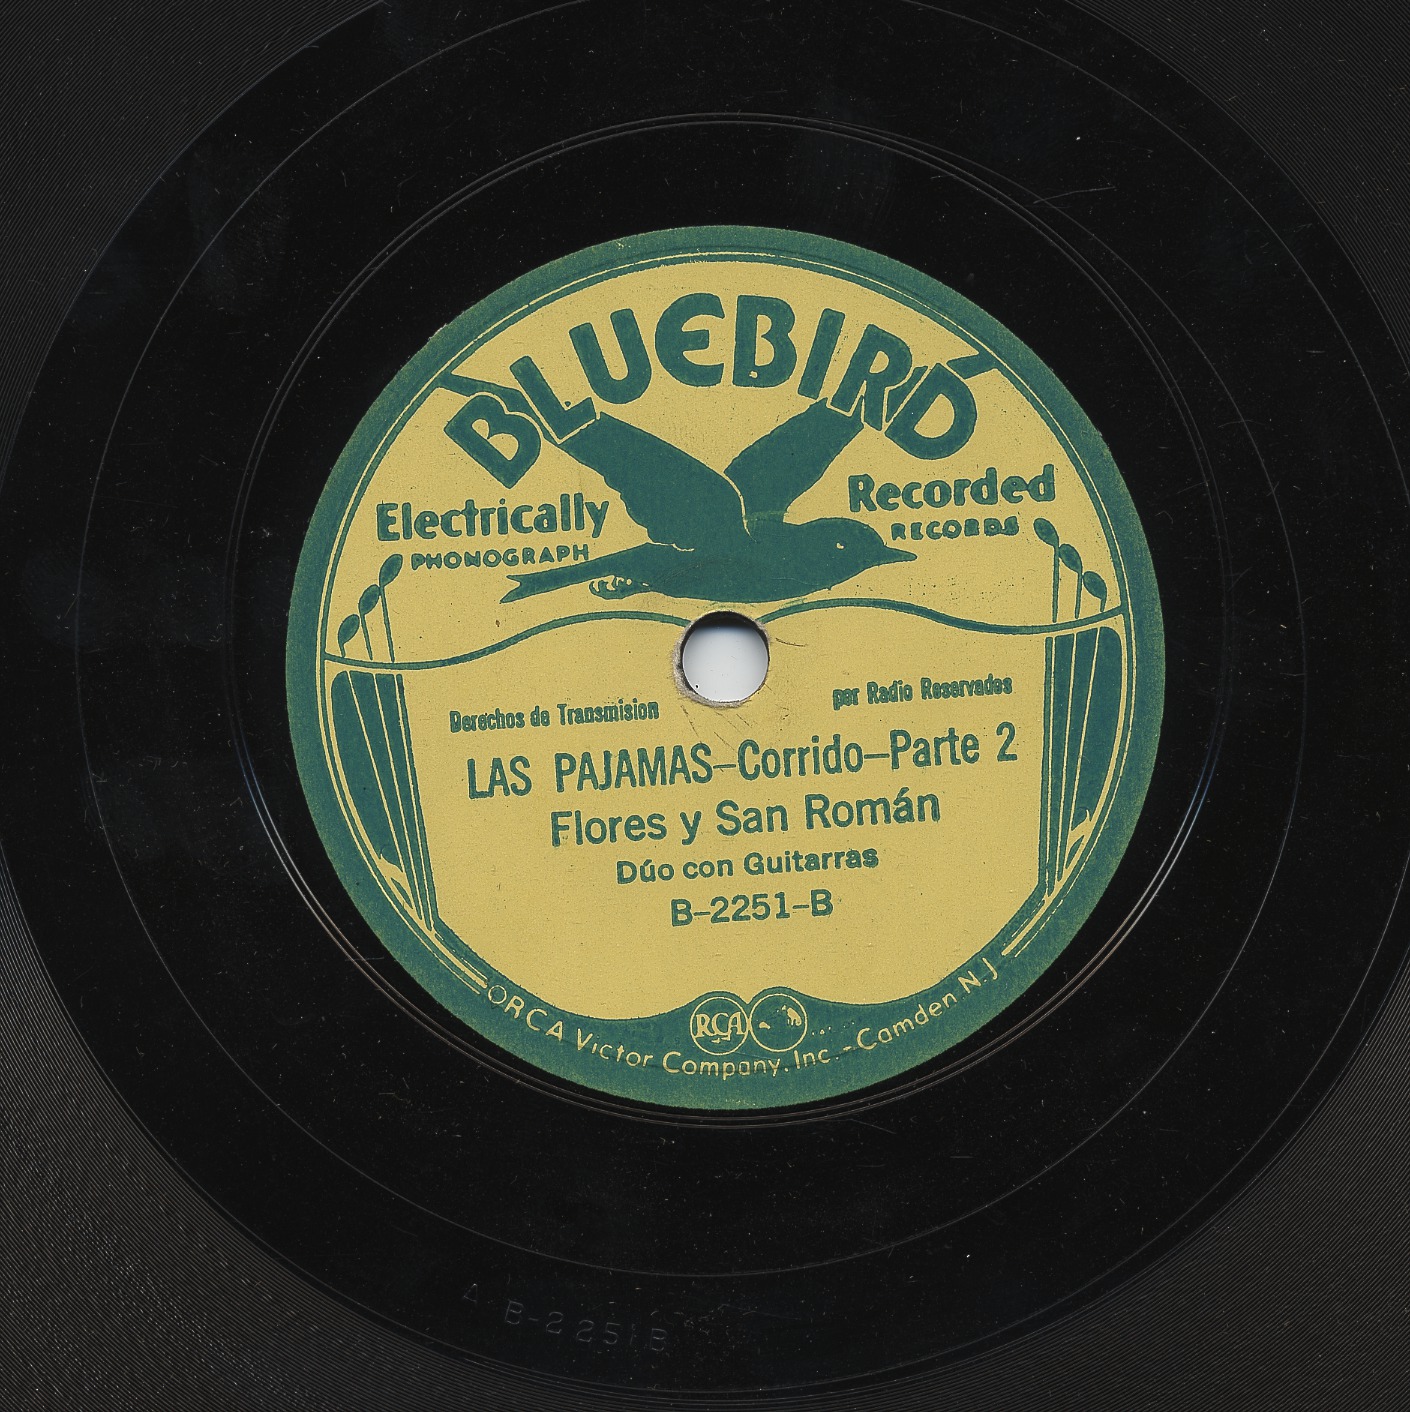 BLUEBIRD
Electrically Recorded
PHONOGRAPH RECORDS
Derechos de Transmision por Radio Reservados
LAS PAJAMAS–Corrido–Parte 2
Flores y San Román
Dúo con Guitarras
B–2251–B
RCA
RCA Victor Company, Inc.-Camden N.J
A B-2251B